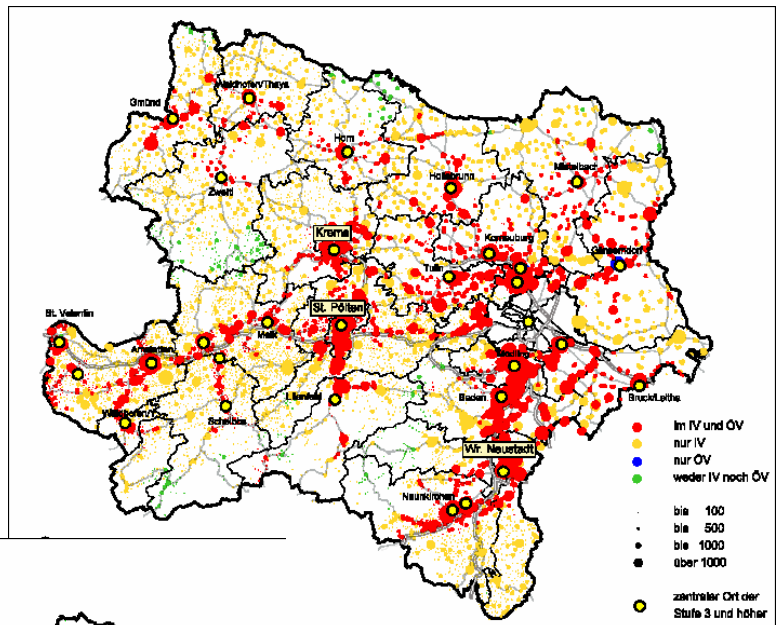 Waidhofen/Thaya
Gmünd
Horn
Mistelbach
Hollabrunn
Zwettl
Krems
Korneuburg
Gänserndorf
Tulln
St. Pölten
St. Valentin
Melk
Amstetten
Mödling
Baden
Lilienfeld
Bruck/Leitha
Scheibbs
Waidhofen/Y.
Wr. Neustadt
Neunkirchen
im IV und ÖV
nur IV
nur ÖV
weder IV noch ÖV
bis 100
bis 500
bis 1000
über 1000
zentraler Ort der
Stufe 3 und höher